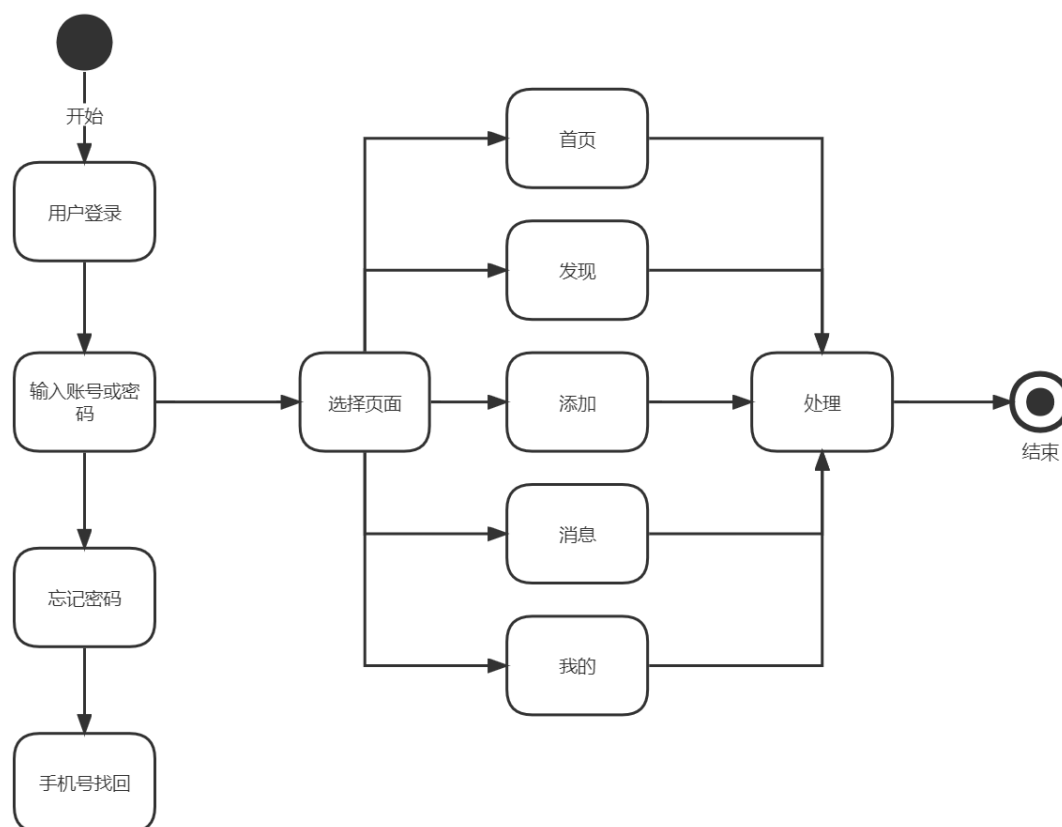 开始
用户登录
输入账号或密
码
忘记密码
手机号找回
选择页面
首页
发现
添加
消息
我的
处理
结束